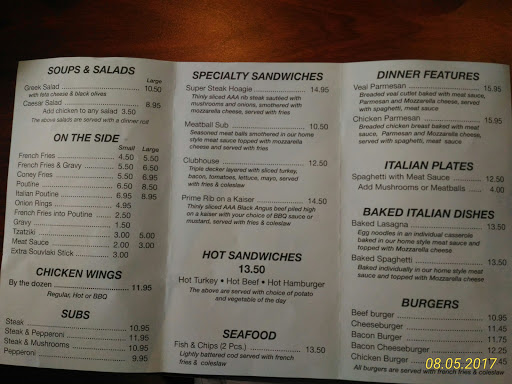 SOUPS & SALADS
Large
Greek Salad 10.50
with feta cheese & black olives
Caesar Salad 8.95
Add chicken to any salad 3.50
The above salads are served with a dinner roll
ON THE SIDE
Small Large
French Fries 4.50 5.50
French Fries & Gravy 5.50 6.50
Coney Fries 5.50 6.95
Poutine 6.50 8.50
Italian Poutine 6.95 8.95
Onion Rings 4.95
French Fries into Poutine 2.50
Gravy 1.50
Tzatziki 3.00 5.00
Meat Sauce 2.00 3.00
Extra Souvlaki Stick 3.00
CHICKEN WINGS
By the dozen 11.95
Regular, Hot or BBQ
SUBS
Steak 10.95
Steak & Pepperoni 11.95
Steak & Mushrooms 10.95
Pepperoni 9.95
SPECIALTY SANDWICHES
Super Steak Hoagie 14.95
Thinly sliced AAA rib steak sautéed with
mushrooms and onions, smothered with
mozzarella cheese, served with fries
Meatball Sub 10.50
Seasoned meat balls smothered in our home
style meat sauce topped with mozzarella
cheese and served with fries
Clubhouse 12.50
Triple decker layered with sliced turkey,
bacon, tomatoes, lettuce, mayo, served
with fries & coleslaw
Prime Rib on a Kaiser 14.50
Thinly sliced AAA Black Angus beef piled high
on a kaiser with your choice of BBQ sauce or
mustard, served with fries & coleslaw
HOT SANDWICHES
13.50
Hot Turkey • Hot Beef • Hot Hamburger
The above are served with choice of potato
and vegetable of the day
SEAFOOD
Fish & Chips (2 Pcs.) 13.50
Lightly battered cod served with french
fries & coleslaw
DINNER FEATURES
Veal Parmesan 15.95
Breaded veal cutlet baked with meat sauce,
Parmesan and Mozzarella cheese, served
with spaghetti, meat sauce and fries
Chicken Parmesan 15.95
Breaded chicken breast baked with meat
sauce, Parmesan and Mozzarella cheese,
served with spaghetti, meat sauce
and fries
ITALIAN PLATES
Spaghetti with Meat Sauce 12.50
Add Mushrooms or Meatballs 4.00
BAKED ITALIAN DISHES
Baked Lasagna 13.50
Egg noodles in an individual casserole
baked in our home style meat sauce and
topped with Mozzarella cheese
Baked Spaghetti 13.50
Baked individually in our home style meat
sauce and topped with Mozzarella cheese
BURGERS
Beef burger 10.95
Cheeseburger 11.45
Bacon Burger 11.75
Bacon Cheeseburger 12.25
Chicken Burger .45
All burgers are served with french fries & coleslaw
08.05.2017